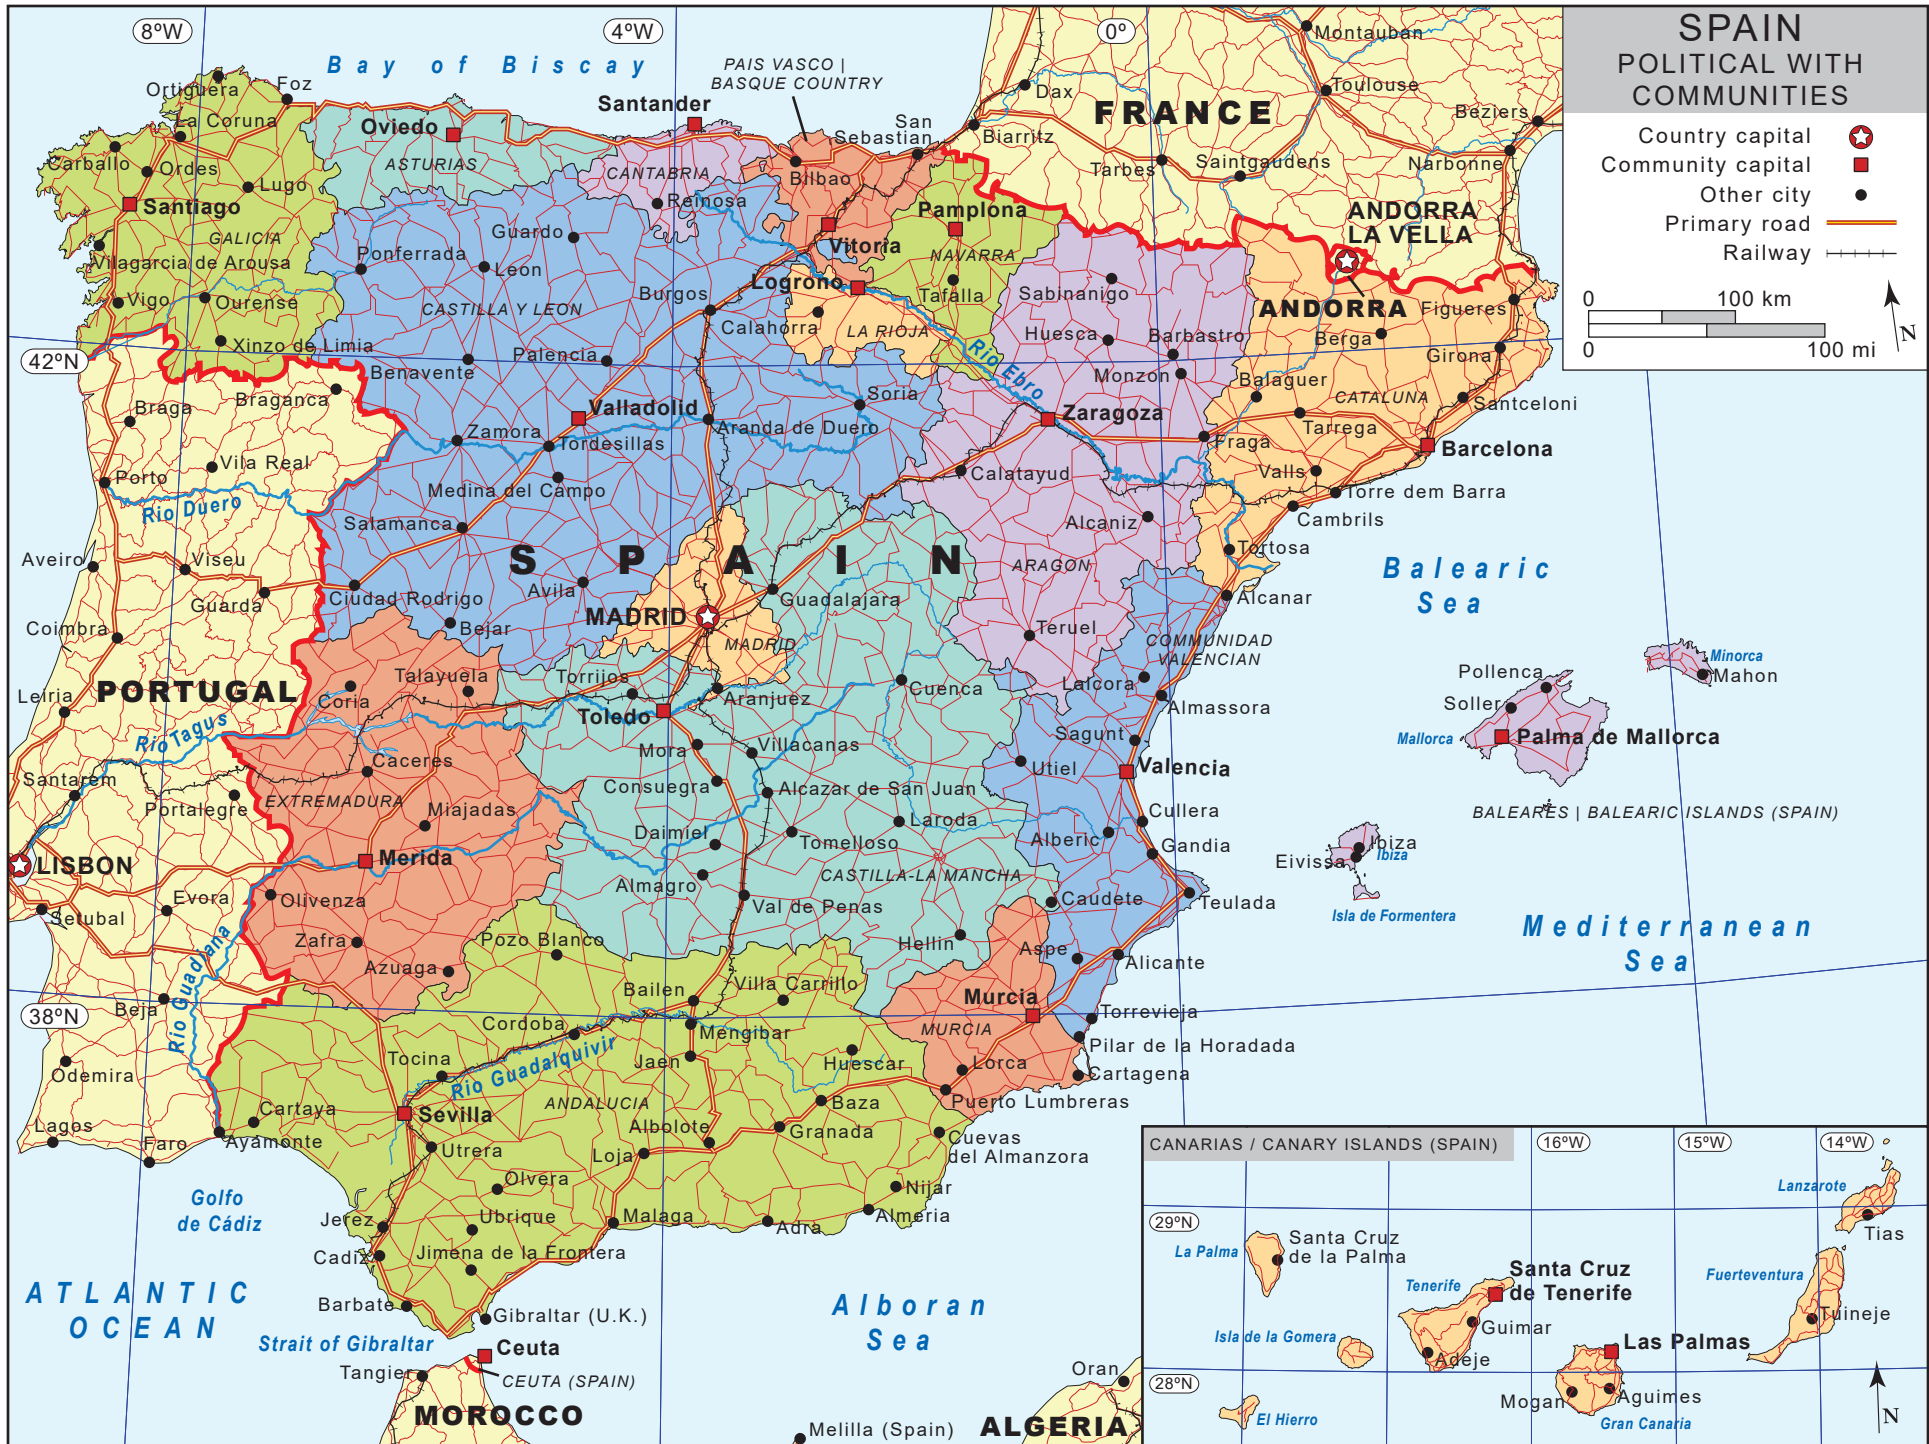 8ºW
4ºW
0º
SPAIN
POLITICAL WITH
COMMUNITIES
Country capital
Community capital
Other city
Primary road
Railway
0
100 km
0
100 mi
N
Bay of Biscay
PAIS VASCO |
BASQUE COUNTRY
FRANCE
Montauban
Toulouse
Beziers
Narbonne
Dax
Biarritz
Tarbes
Saintgaudens
ANDORRA
LA VELLA
ANDORRA
Ortiguera
Foz
La Coruna
Carballo
Ordes
Lugo
Santiago
GALICIA
Vilagarcia de Arousa
Vigo
Ourense
Xinzo de Limia
Oviedo
ASTURIAS
Santander
CANTABRIA
Reinosa
San
Sebastian
Bilbao
Vitoria
Pamplona
NAVARRA
Tafalla
Logrono
Calahorra
LA RIOJA
Guardo
Ponferrada
Leon
Burgos
CASTILLA Y LEON
Palencia
Benavente
Valladolid
Soria
Zamora
Tordesillas
Aranda de Duero
Medina del Campo
Salamanca
Avila
Ciudad Rodrigo
Bejar
Sabinanigo
Huesca
Barbastro
Monzon
Rio Ebro
Zaragoza
Calatayud
Fraga
Alcaniz
ARAGON
Teruel
Figueres
Berga
Girona
Balaguer
CATALUNA
Santceloni
Tarrega
Barcelona
Valls
Torre dem Barra
Cambrils
Tortosa
Alcanar
42ºN
Braganca
Braga
Vila Real
Porto
Rio Duero
Aveiro
Viseu
Guarda
Coimbra
Leiria
PORTUGAL
Rio Tagus
Santarem
Portalegre
LISBON
Setubal
Evora
Beja
Rio Guadiana
38ºN
Odemira
Lagos
Faro
SPAIN
MADRID
MADRID
Guadalajara
Torrijos
Aranjuez
Toledo
Cuenca
Mora
Villacanas
Consuegra
Alcazar de San Juan
Daimiel
Tomelloso
Laroda
Almagro
CASTILLA-LA MANCHA
Val de Penas
Hellin
Caudete
Talayuela
Coria
Caceres
EXTREMADURA
Miajadas
Merida
Olivenza
Zafra
Azuaga
COMMUNIDAD
VALENCIAN
Lalcora
Almassora
Sagunt
Utiel
Valencia
Cullera
Alberic
Gandia
Teulada
Aspe
Alicante
Torrevieja
Pilar de la Horadada
Cartagena
Murcia
MURCIA
Lorca
Puerto Lumbreras
Pozo Blanco
Villa Carrillo
Bailen
Cordoba
Mengibar
Rio Guadalquivir
Jaen
Huescar
Tocina
ANDALUCIA
Sevilla
Cartaya
Ayamonte
Baza
Albolote
Granada
Cuevas
del Almanzora
Utrera
Loja
Olvera
Nijar
Ubrique
Malaga
Adra
Almeria
Jerez
Cadiz
Jimena de la Frontera
Barbate
Gibraltar (U.K.)
Ceuta
CEUTA (SPAIN)
Tangier
MOROCCO
Melilla (Spain)
Oran
ALGERIA
Golfo
de Cádiz
ATLANTIC
OCEAN
Strait of Gibraltar
Alboran
Sea
Balearic
Sea
Minorca
Mahon
Pollenca
Soller
Mallorca
Palma de Mallorca
BALEARES | BALEARIC ISLANDS (SPAIN)
Ibiza
Eivissa
Ibiza
Isla de Formentera
Mediterranean
Sea
CANARIAS / CANARY ISLANDS (SPAIN)
16ºW
15ºW
14ºW
29ºN
28ºN
Lanzarote
Tias
La Palma
Santa Cruz
de la Palma
Tenerife
Santa Cruz
de Tenerife
Fuerteventura
Tuineje
Isla de la Gomera
Guimar
Adeje
Las Palmas
Mogan
Aguimes
Gran Canaria
El Hierro
N